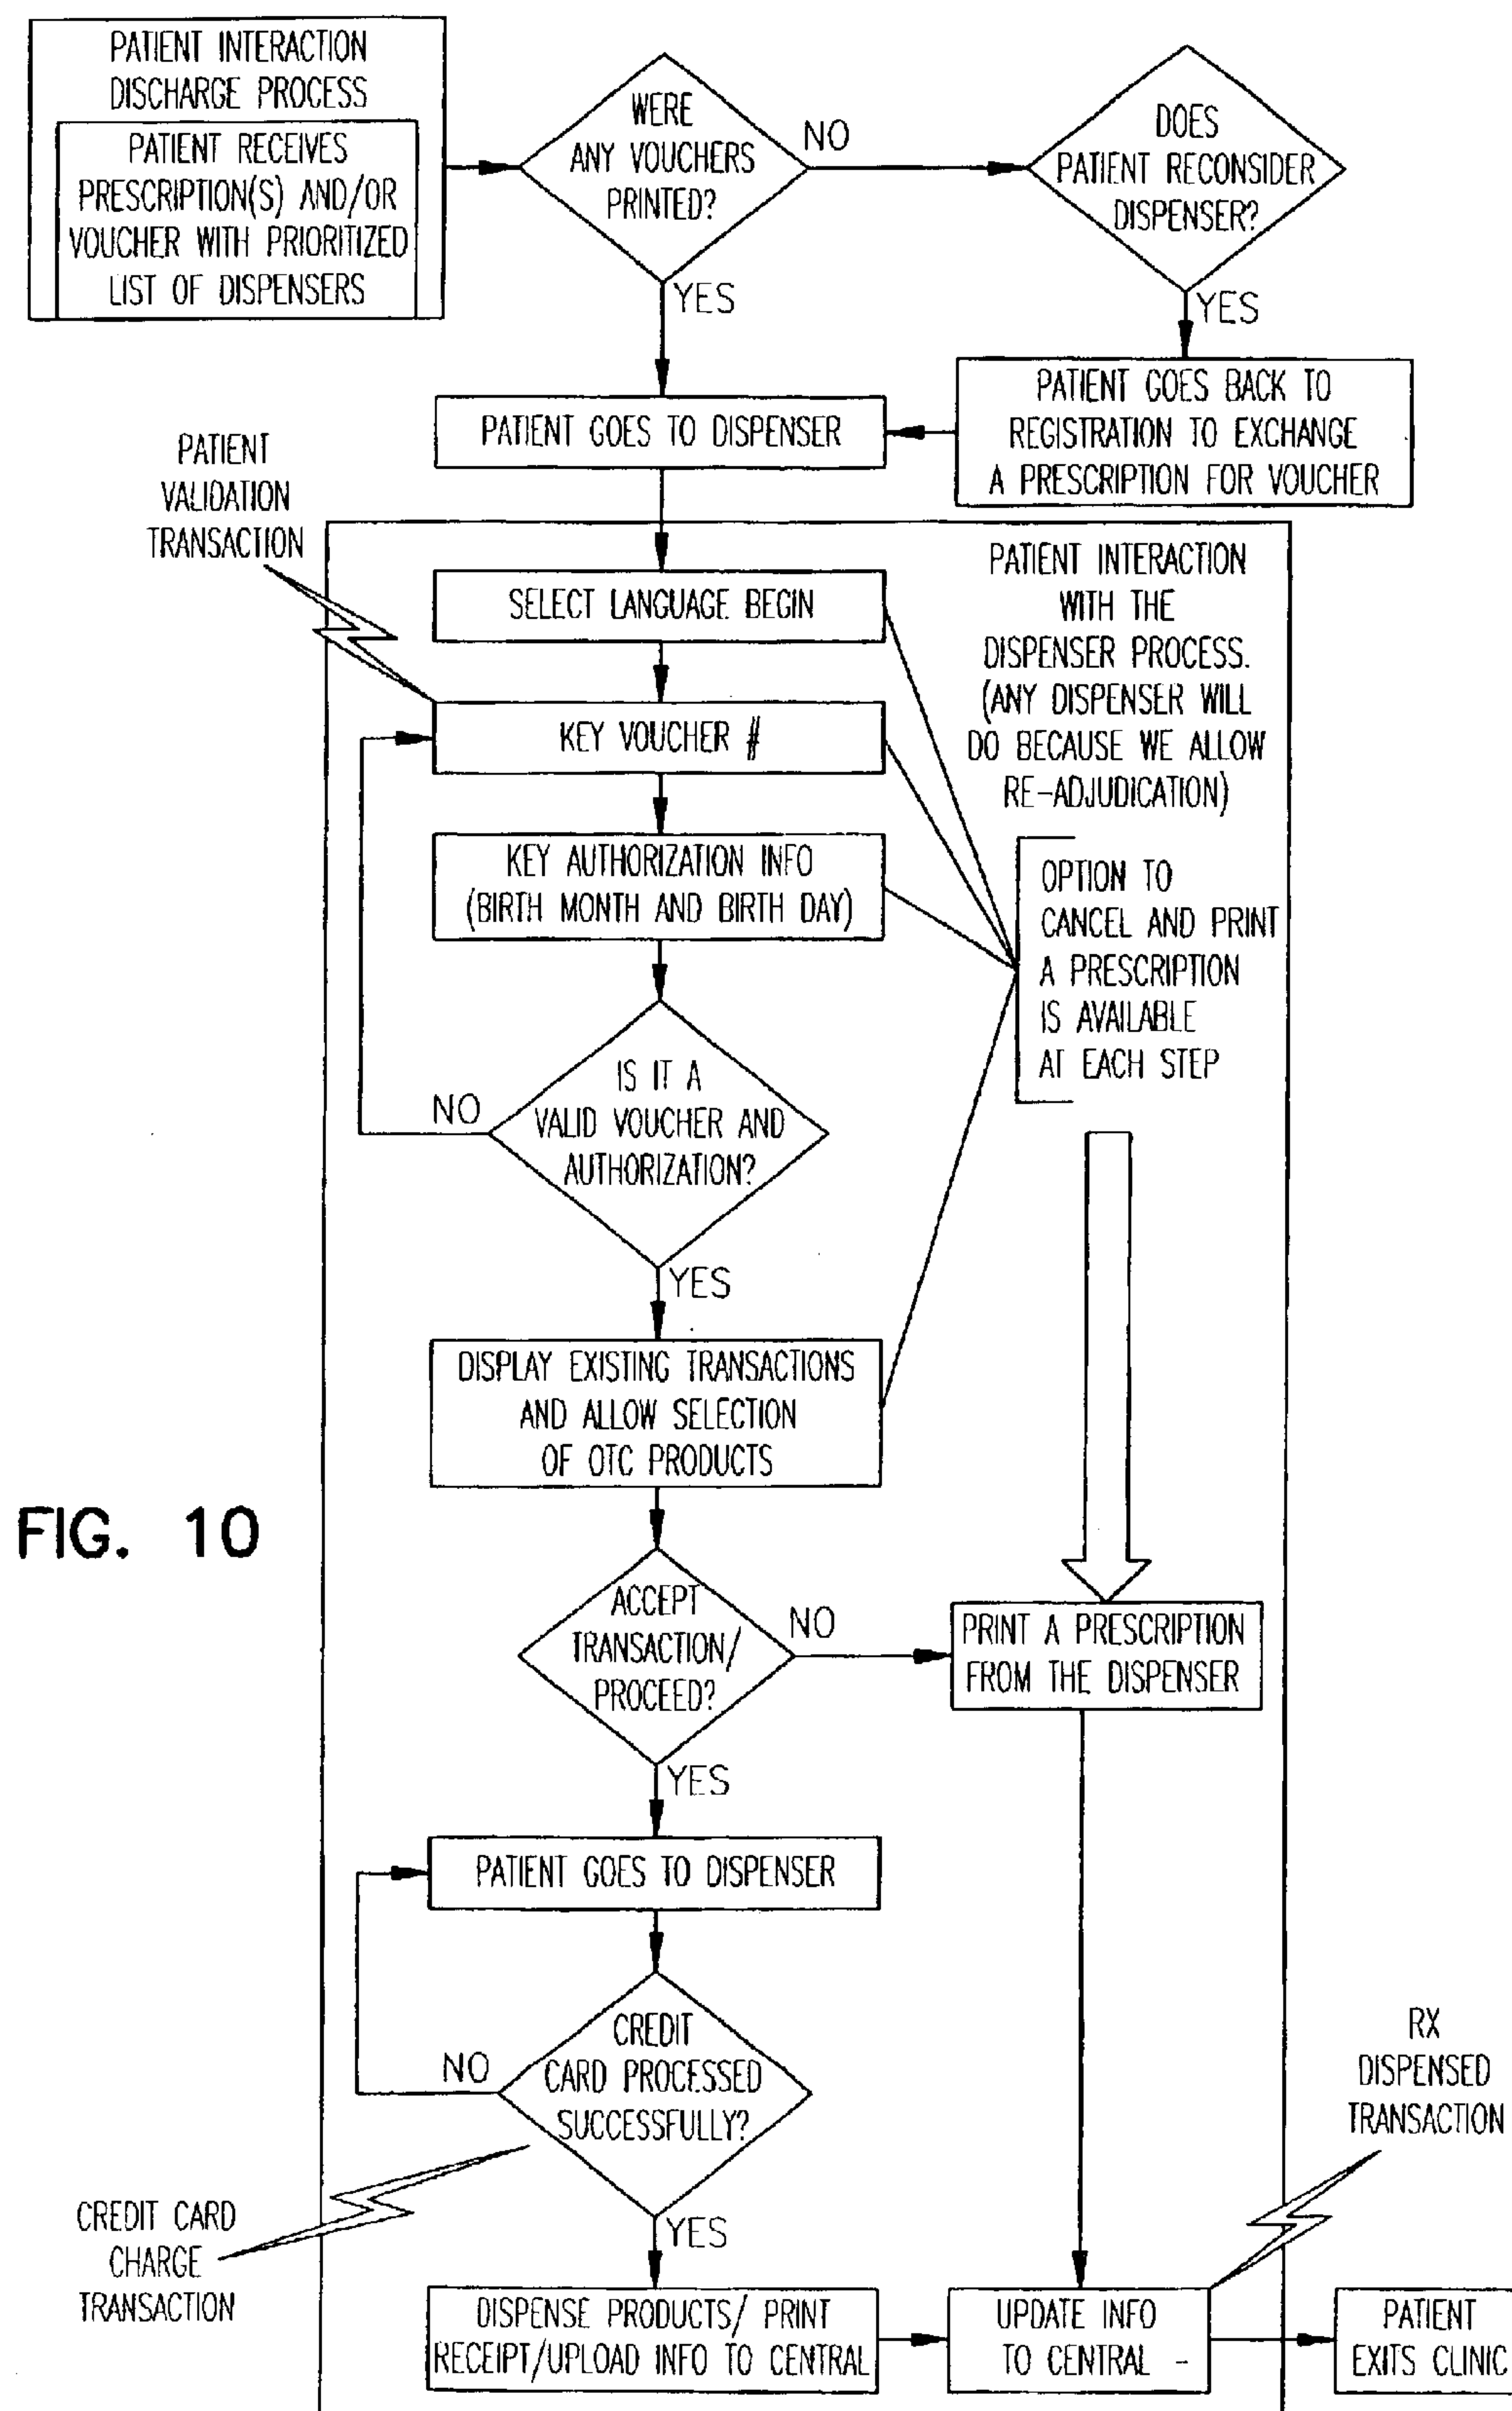 PATIENT INTERACTION
DISCHARGE PROCESS
PATIENT RECEIVES
PRESCRIPTION(S) AND/OR
VOUCHER WITH PRIORITIZED
LIST OF DISPENSERS
WERE
ANY VOUCHERS
PRINTED?
NO
DOES
PATIENT RECONSIDER
DISPENSER?
YES
YES
PATIENT GOES BACK TO
REGISTRATION TO EXCHANGE
A PRESCRIPTION FOR VOUCHER
PATIENT GOES TO DISPENSER
PATIENT
VALIDATION
TRANSACTION
SELECT LANGUAGE BEGIN
PATIENT INTERACTION
WITH THE
DISPENSER PROCESS.
(ANY DISPENSER WILL
DO BECAUSE WE ALLOW
RE-ADJUDICATION)
KEY VOUCHER #
KEY AUTHORIZATION INFO
(BIRTH MONTH AND BIRTH DAY)
OPTION TO
CANCEL AND PRINT
A PRESCRIPTION
IS AVAILABLE
AT EACH STEP
IS IT A
VALID VOUCHER AND
AUTHORIZATION?
NO
YES
DISPLAY EXISTING TRANSACTIONS
AND ALLOW SELECTION
OF OTC PRODUCTS
FIG. 10
ACCEPT
TRANSACTION/
PROCEED?
NO
PRINT A PRESCRIPTION
FROM THE DISPENSER
YES
PATIENT GOES TO DISPENSER
CREDIT
CARD PROCESSED
SUCCESSFULLY?
NO
YES
RX
DISPENSED
TRANSACTION
CREDIT CARD
CHARGE
TRANSACTION
DISPENSE PRODUCTS/ PRINT
RECEIPT/UPLOAD INFO TO CENTRAL
UPDATE INFO
TO CENTRAL -
PATIENT
EXITS CLINIC